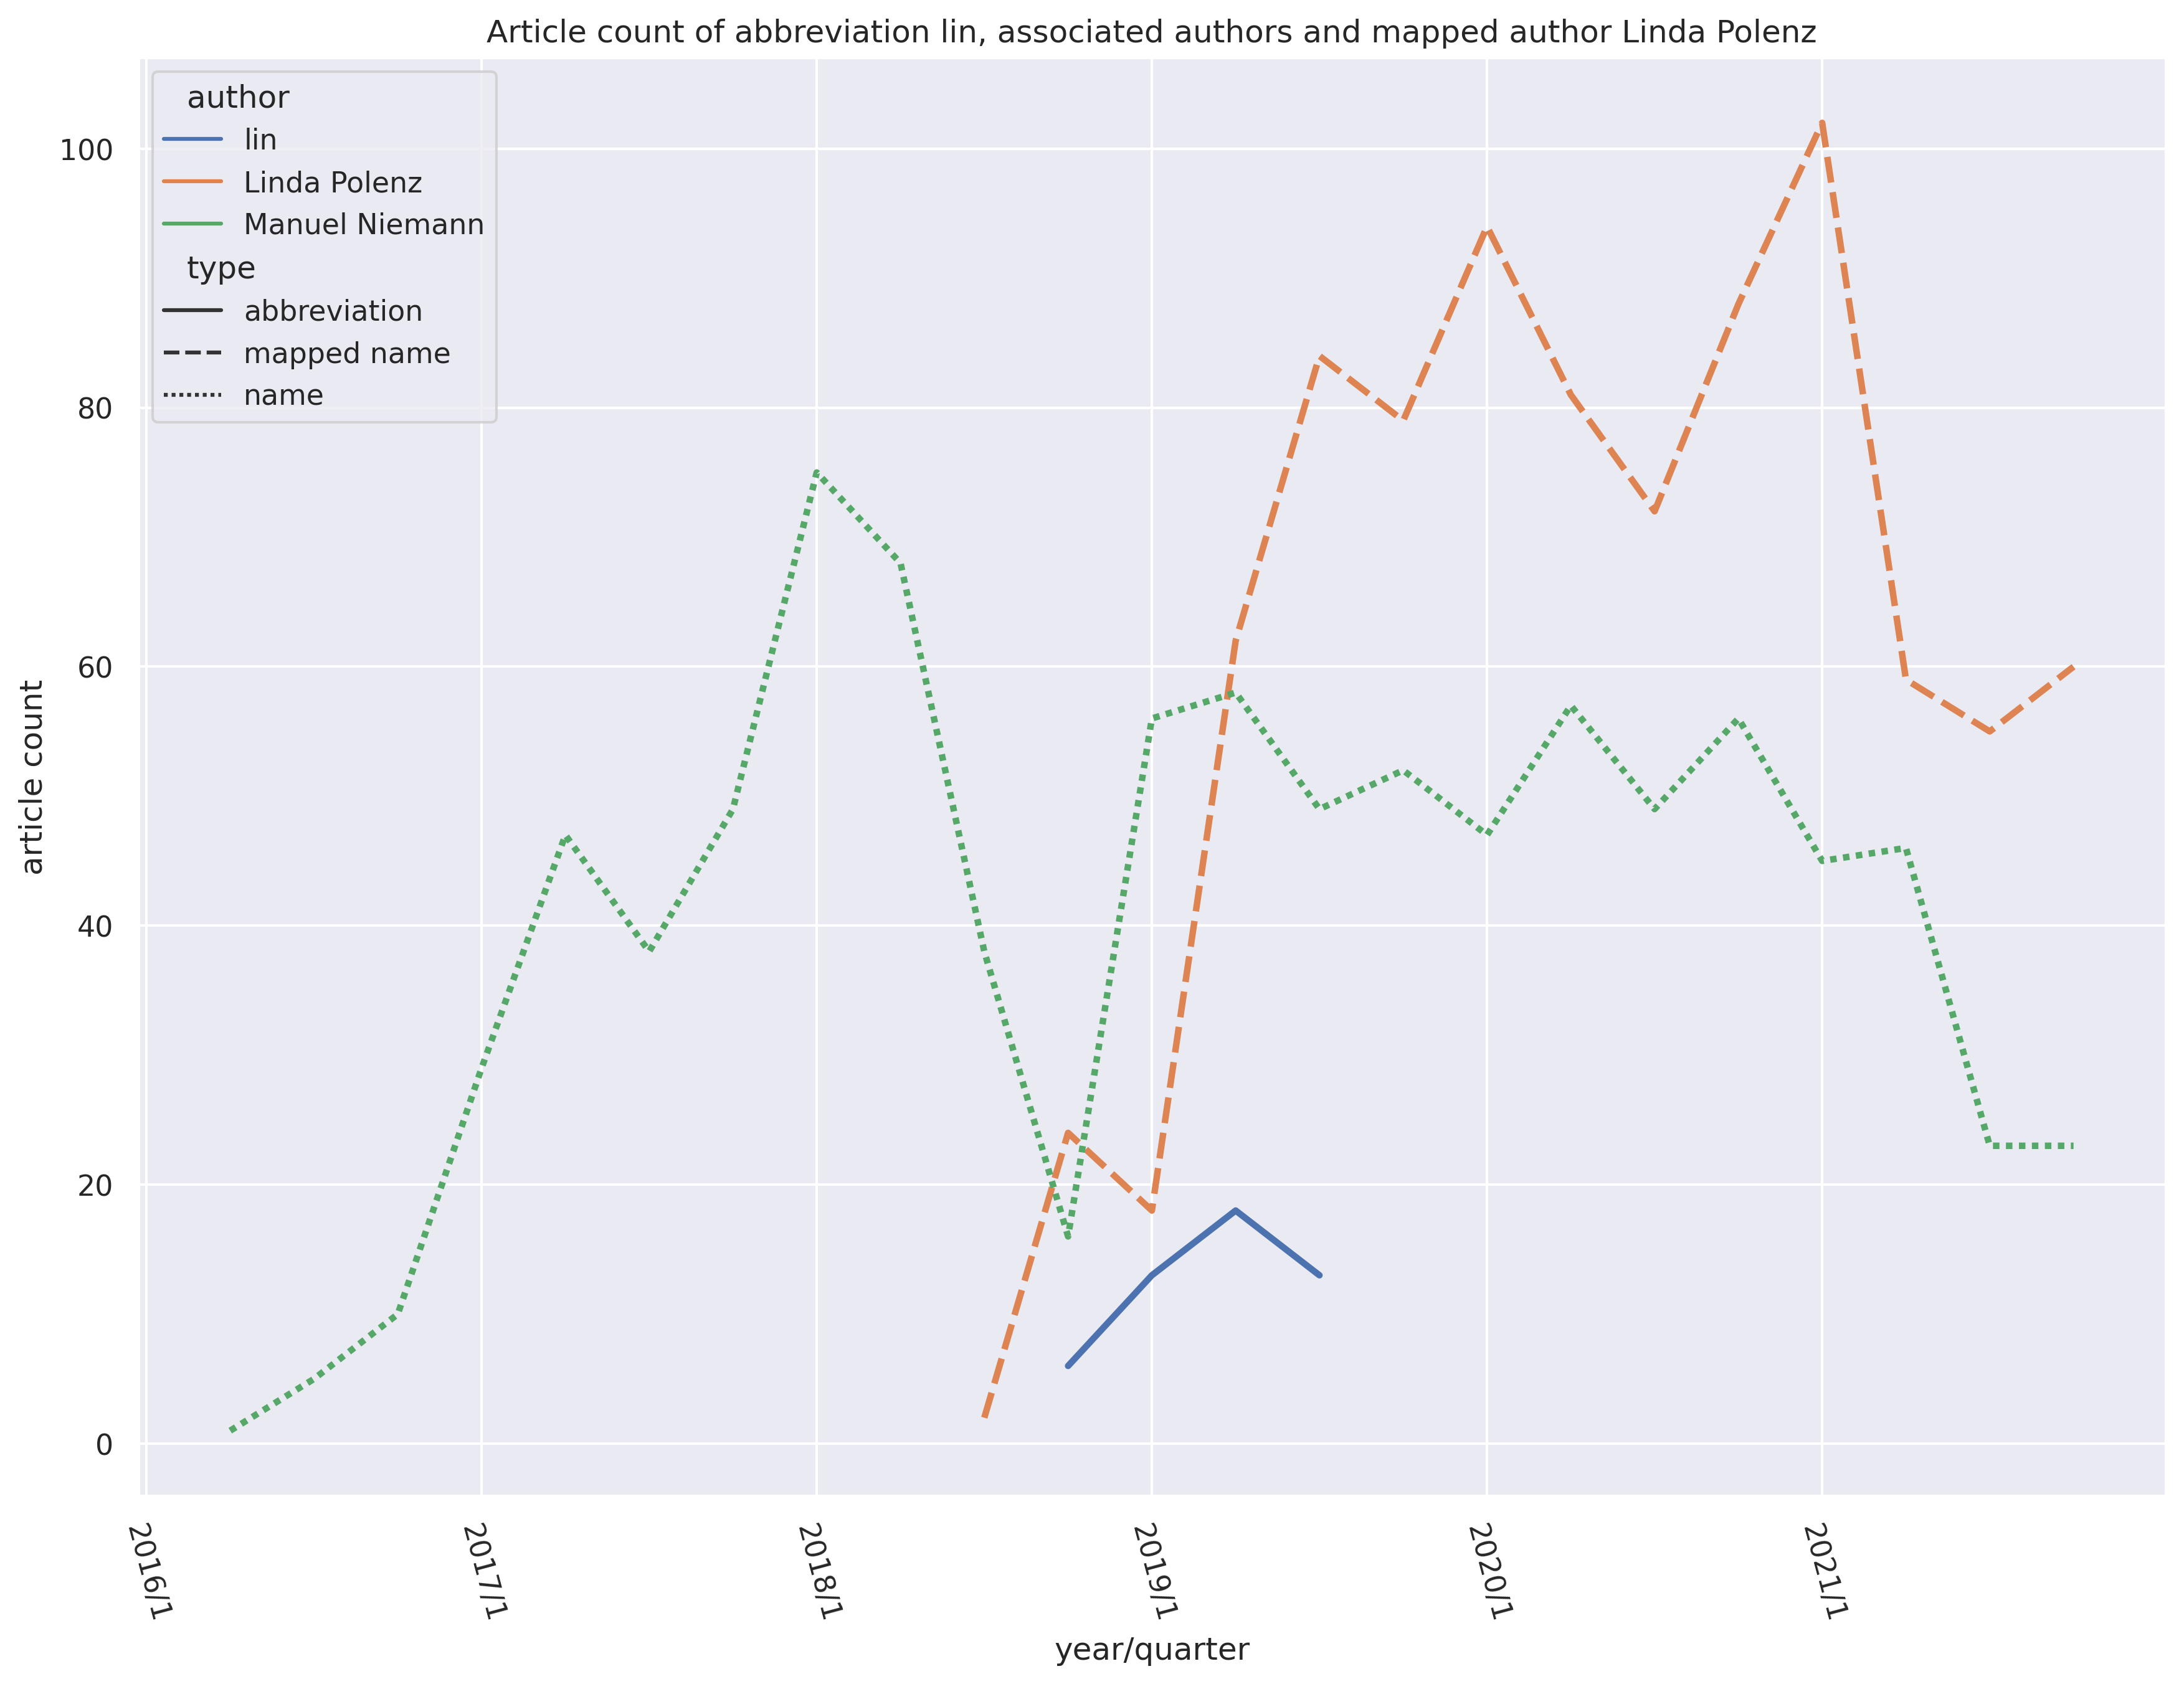 Article count of abbreviation lin, associated authors and mapped author Linda Polenz
author
lin
Linda Polenz
Manuel Niemann
type
abbreviation
mapped name
name
100
80
60
40
20
0
article count
2016/1
2017/1
2018/1
2019/1
2020/1
2021/1
year/quarter